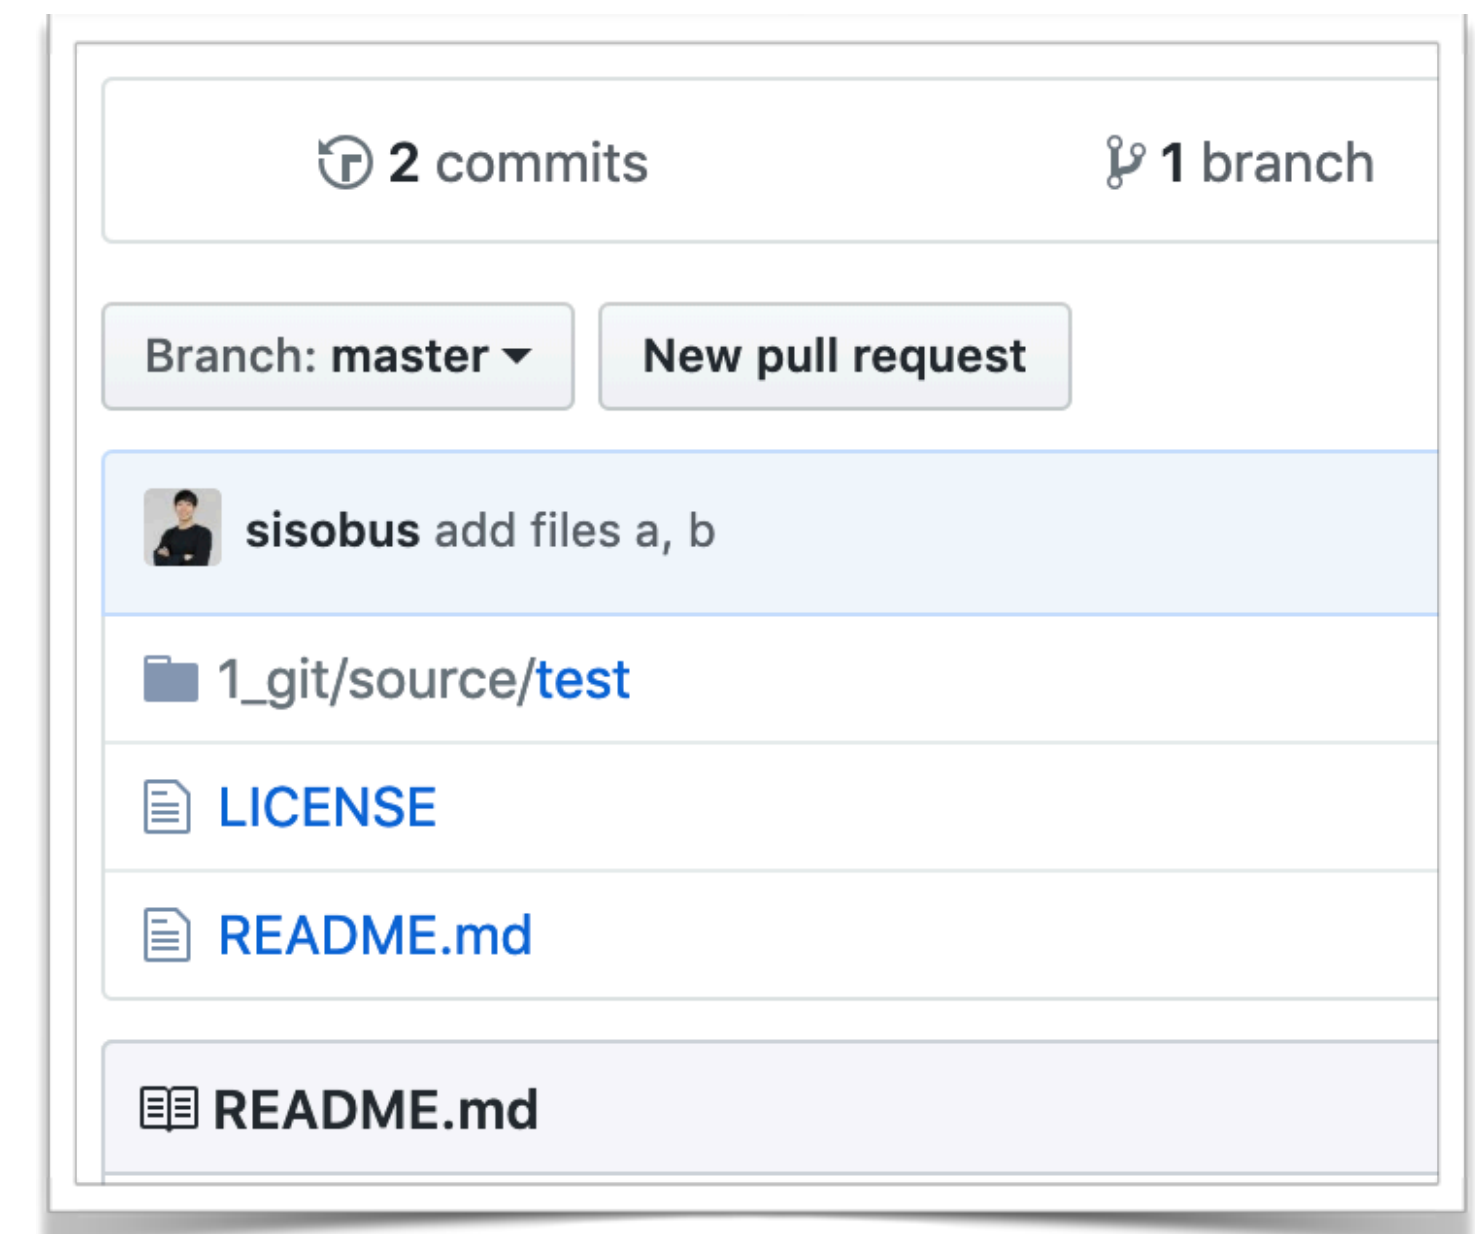 2 commits 1 branch
Branch: master New pull request
sisobus add files a, b
1_git/source/test
LICENSE
README.md
README.md